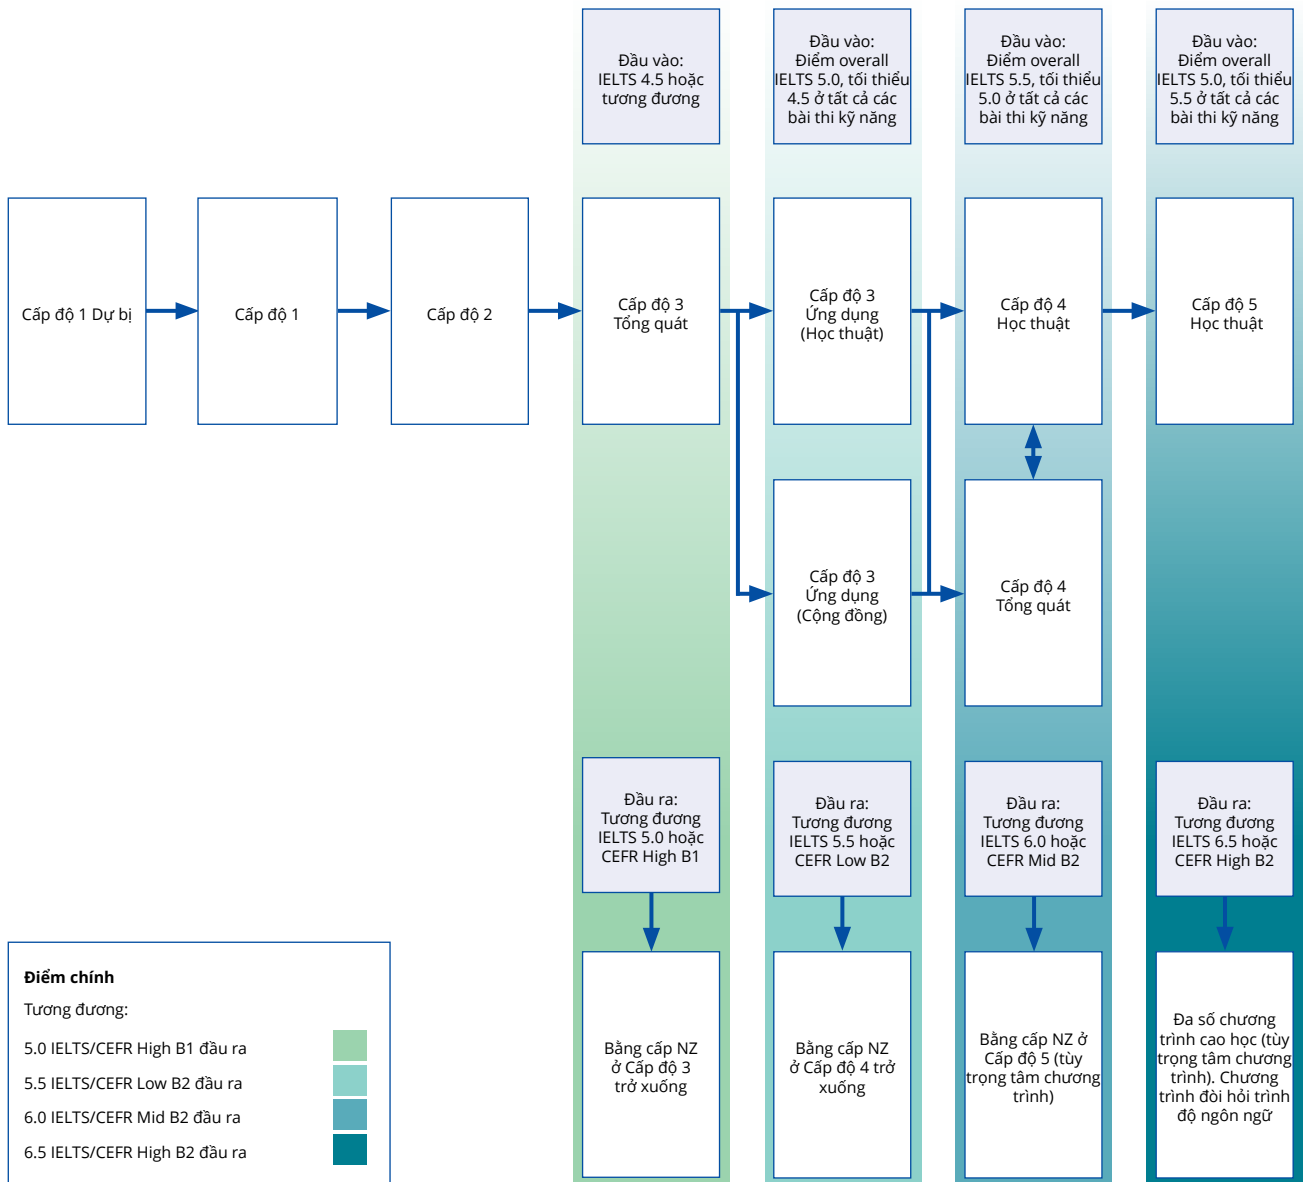 Đầu vào:
IELTS 4.5 hoặc
tương đương
Đầu vào:
Điểm overall
IELTS 5.0, tối thiểu
4.5 ở tất cả các
bài thi kỹ năng
Đầu vào:
Điểm overall
IELTS 5.5, tối thiểu
5.0 ở tất cả các
bài thi kỹ năng
Đầu vào:
Điểm overall
IELTS 5.0, tối thiểu
5.5 ở tất cả các
bài thi kỹ năng
Cấp độ 1 Dự bị
Cấp độ 1
Cấp độ 2
Cấp độ 3
Tổng quát
Cấp độ 3
Ứng dụng
(Học thuật)
Cấp độ 4
Học thuật
Cấp độ 5
Học thuật
Cấp độ 3
Ứng dụng
(Cộng đồng)
Cấp độ 4
Tổng quát
Đầu ra:
Tương đương
IELTS 5.0 hoặc
CEFR High B1
Đầu ra:
Tương đương
IELTS 5.5 hoặc
CEFR Low B2
Đầu ra:
Tương đương
IELTS 6.0 hoặc
CEFR Mid B2
Đầu ra:
Tương đương
IELTS 6.5 hoặc
CEFR High B2
Bằng cấp NZ
ở Cấp độ 3
trở xuống
Bằng cấp NZ
ở Cấp độ 4 trở
xuống
Bằng cấp NZ ở
Cấp độ 5 (tùy
trọng tâm chương
trình)
Đa số chương
trình cao học (tùy
trọng tâm chương
trình). Chương
trình đòi hỏi trình
độ ngôn ngữ
Điểm chính
Tương đương:
5.0 IELTS/CEFR High B1 đầu ra
5.5 IELTS/CEFR Low B2 đầu ra
6.0 IELTS/CEFR Mid B2 đầu ra
6.5 IELTS/CEFR High B2 đầu ra